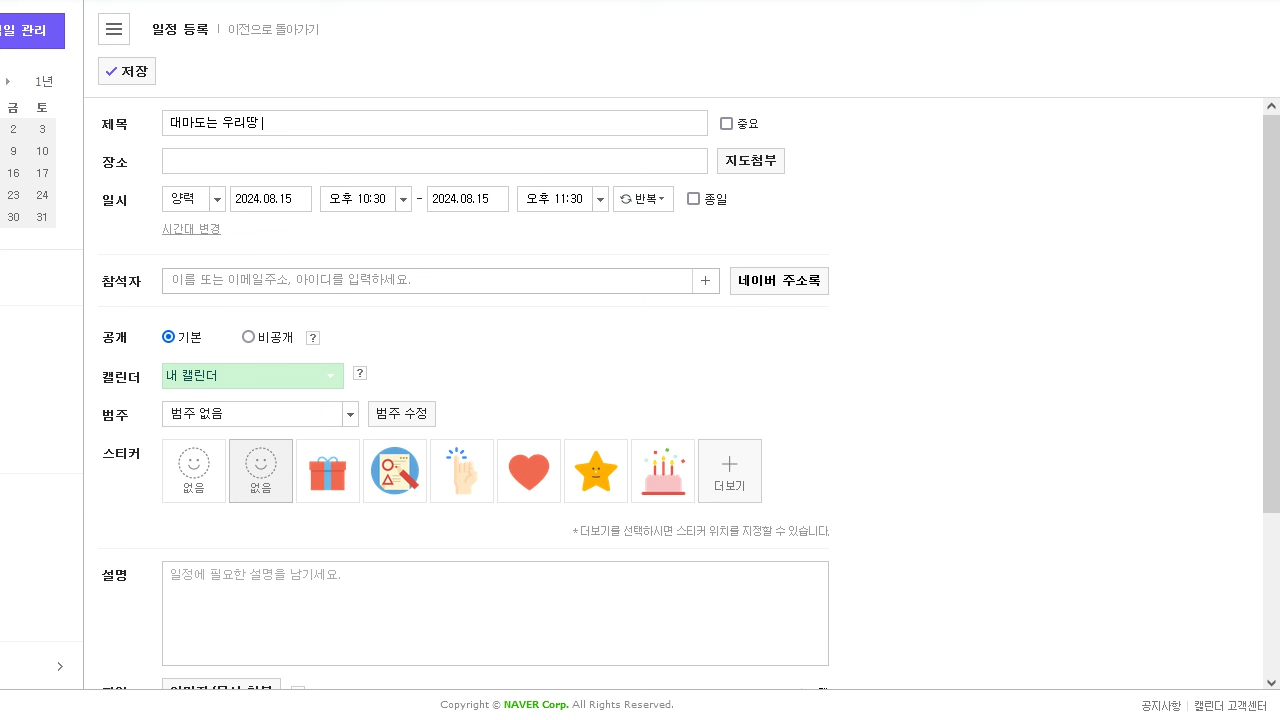 일 관리
일정 등록 | 이전으로 돌아가기
저장
1년
금 토
2 3
9 10
16 17
23 24
30 31
제목 대마도는 우리땅 중요
장소 지도첨부
일시 양력 2024.08.15 오후 10:30 - 2024.08.15 오후 11:30 반복 종일
시간대 변경
참석자 이름 또는 이메일주소, 아이디를 입력하세요. + 네이버 주소록
공개 기본 비공개 ?
캘린더 내 캘린더 ?
범주 범주 없음 범주 수정
스티커 없음 없음 더보기
* 더보기를 선택하시면 스티커 위치를 지정할 수 있습니다.
설명 일정에 필요한 설명을 남기세요.
Copyright © NAVER Corp. All Rights Reserved.
공지사항 | 캘린더 고객센터